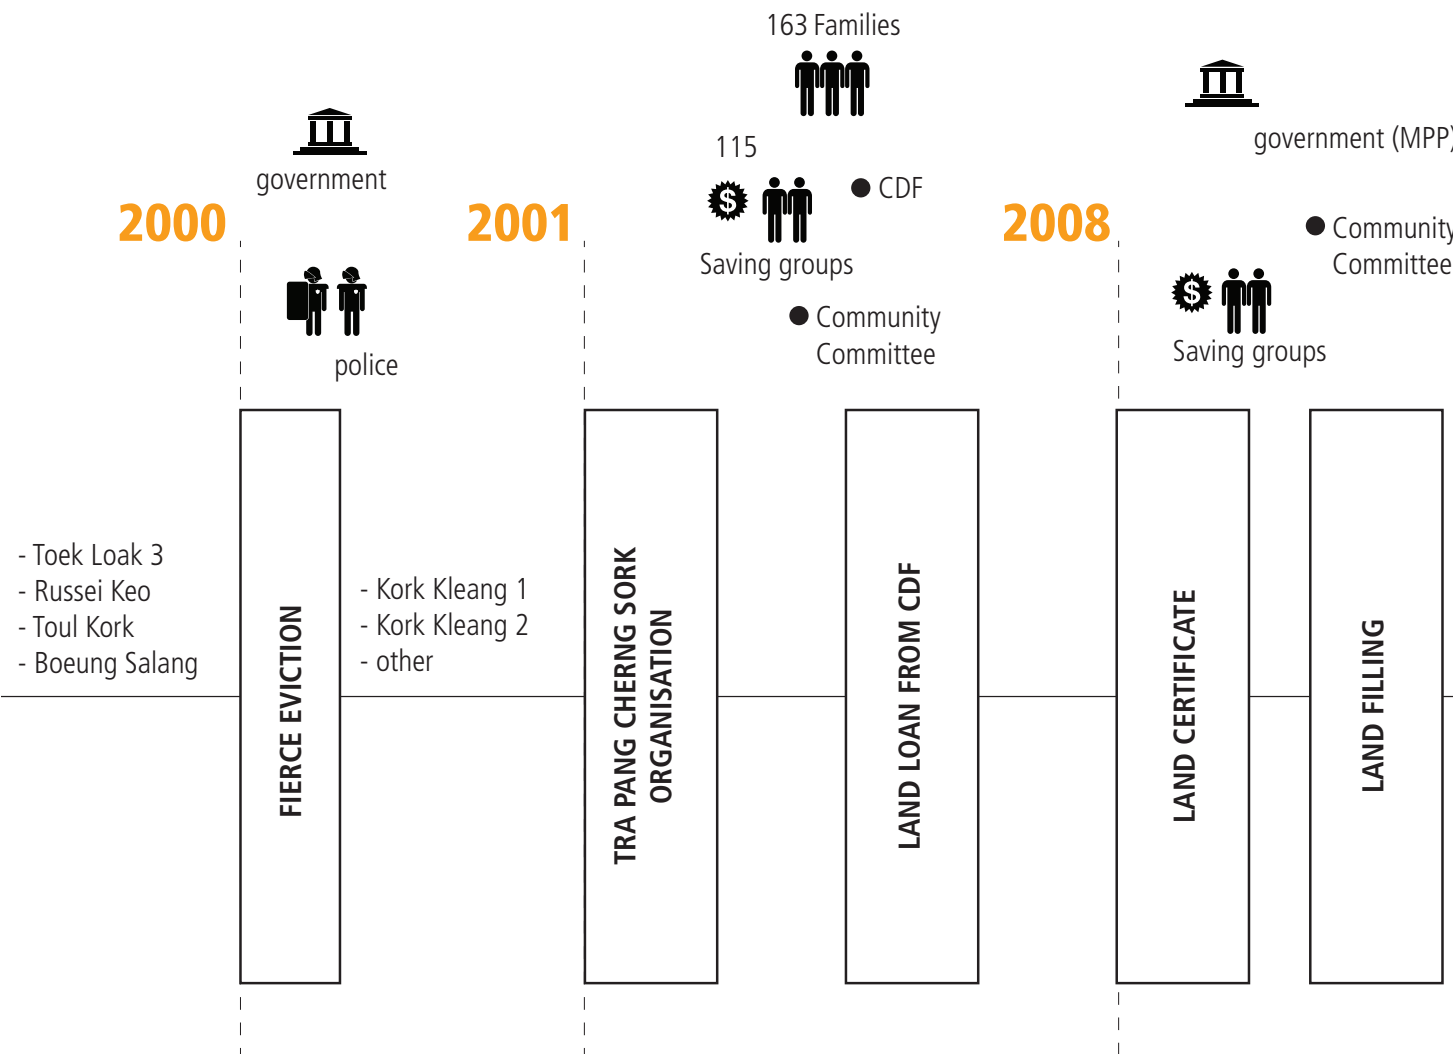 163 Families
115
CDF
Saving groups
Community
Committee
government
government (MPP)
2000
2001
2008
police
Community
Committee
Saving groups
- Toek Loak 3
- Russei Keo
- Toul Kork
- Boeung Salang
FIERCE EVICTION
- Kork Kleang 1
- Kork Kleang 2
- other
TRA PANG CHERNG SORK
ORGANISATION
LAND LOAN FROM CDF
LAND CERTIFICATE
LAND FILLING